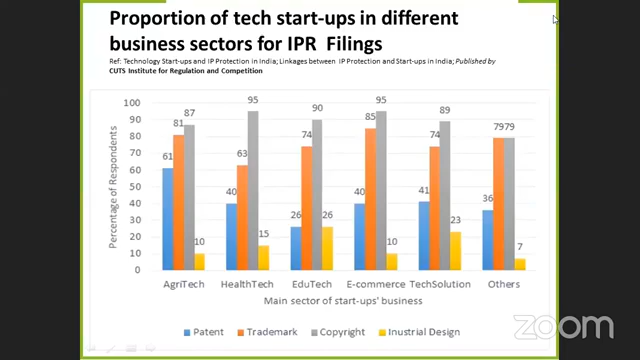 Proportion of tech start-ups in different
business sectors for IPR Filings
Ref: Technology Start-ups and IP Protection in India; Linkages between IP Protection and Start-ups in India; Published by
CUTS Institute for Regulation and Competition
100
90
80
70
60
50
40
30
20
10
0
Percentage of Respondents
61 81 87 10
40 63 95 15
26 74 90 26
40 85 95 10
41 74 89 23
36 79 79 7
AgriTech HealthTech EduTech E-commerce TechSolution Others
Main sector of start-ups' business
Patent Trademark Copyright Inustrial Design
zoom